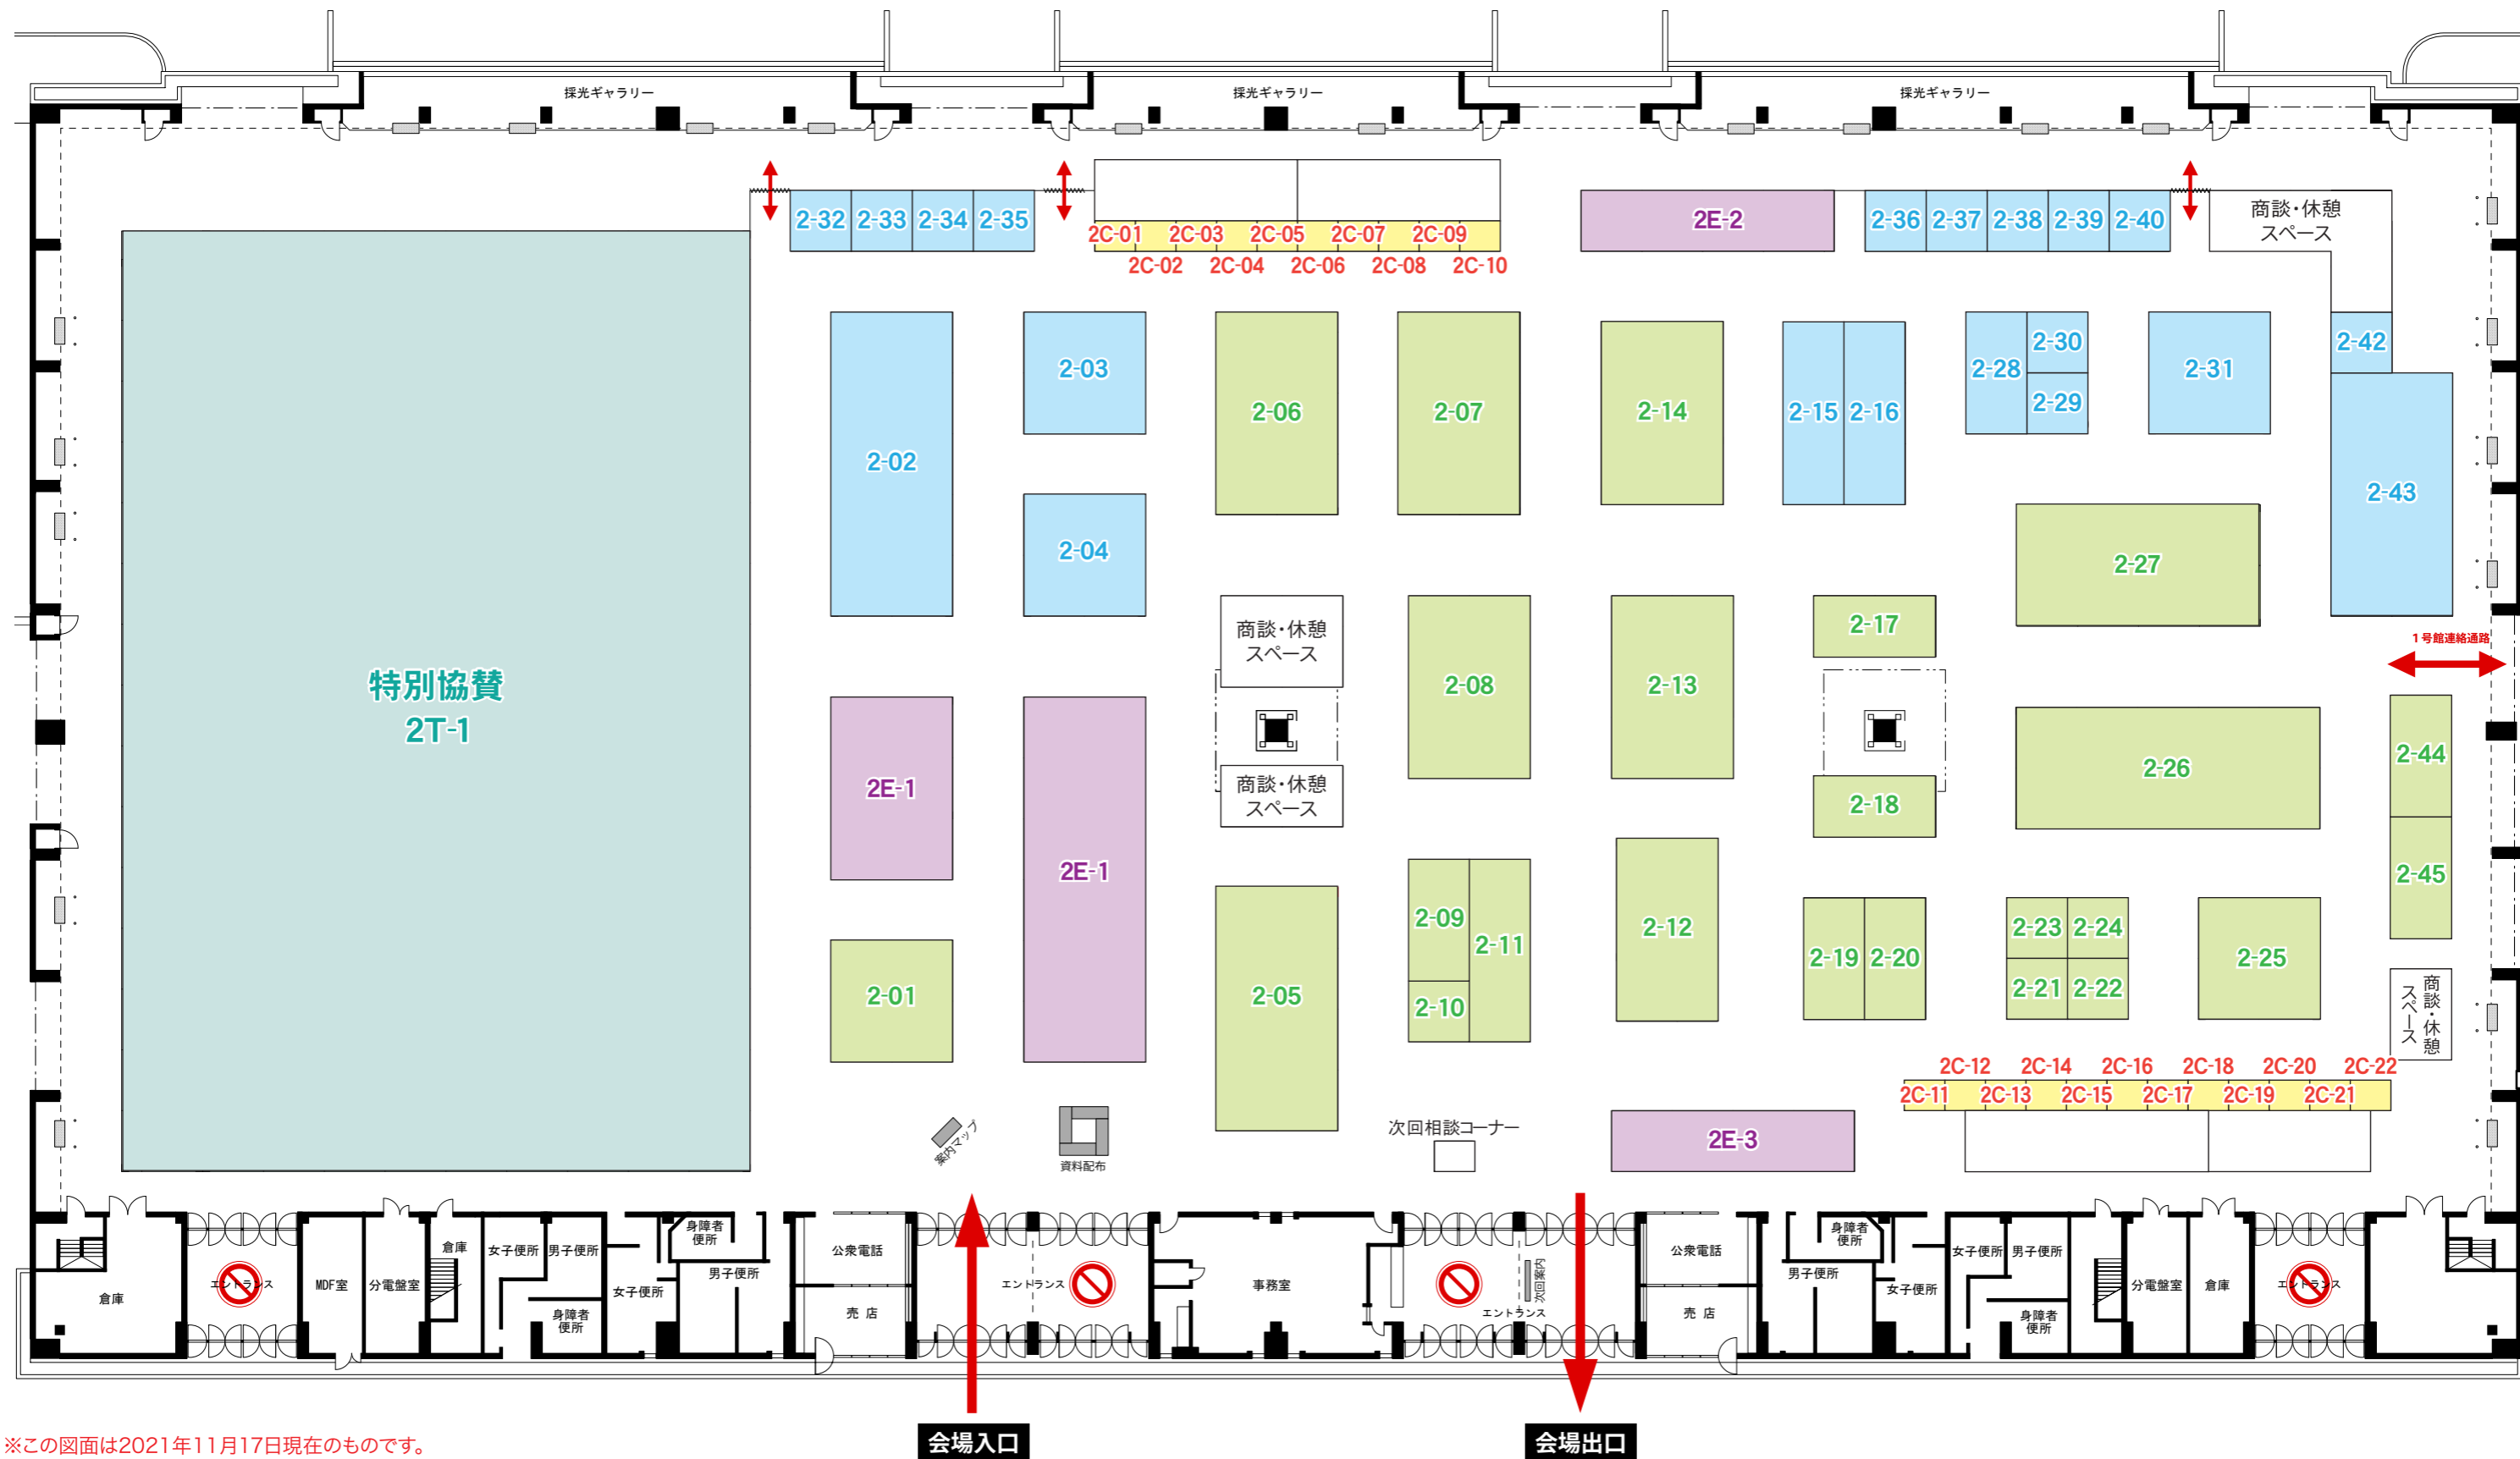 採光ギャラリー
採光ギャラリー
採光ギャラリー
2-32
2-33
2-34
2-35
2C-01
2C-03
2C-05
2C-07
2C-09
2C-02
2C-04
2C-06
2C-08
2C-10
2E-2
2-36
2-37
2-38
2-39
2-40
商談・休憩
スペース
2-02
2-03
2-04
2-06
2-07
2-14
2-15
2-16
2-28
2-30
2-29
2-31
2-42
2-43
2-27
特別協賛
2T-1
商談・休憩
スペース
商談・休憩
スペース
2-08
2-13
2-17
2-18
1号館連絡通路
2-26
2-44
2-45
2E-1
2E-1
2-01
2-05
2-09
2-10
2-11
2-12
2-19
2-20
2-23
2-24
2-21
2-22
2-25
商談・休憩
スペース
2C-12
2C-14
2C-16
2C-18
2C-20
2C-22
2C-11
2C-13
2C-15
2C-17
2C-19
2C-21
案内マップ
資料配布
次回相談コーナー
2E-3
倉庫
エントランス
MDF室
分電盤室
倉庫
女子便所
男子便所
身障者
便所
女子便所
身障者
便所
男子便所
公衆電話
売店
エントランス
事務室
エントランス
次回案内
公衆電話
売店
男子便所
身障者
便所
女子便所
女子便所
男子便所
身障者
便所
分電盤室
倉庫
エントランス
会場入口
会場出口
※この図面は2021年11月17日現在のものです。